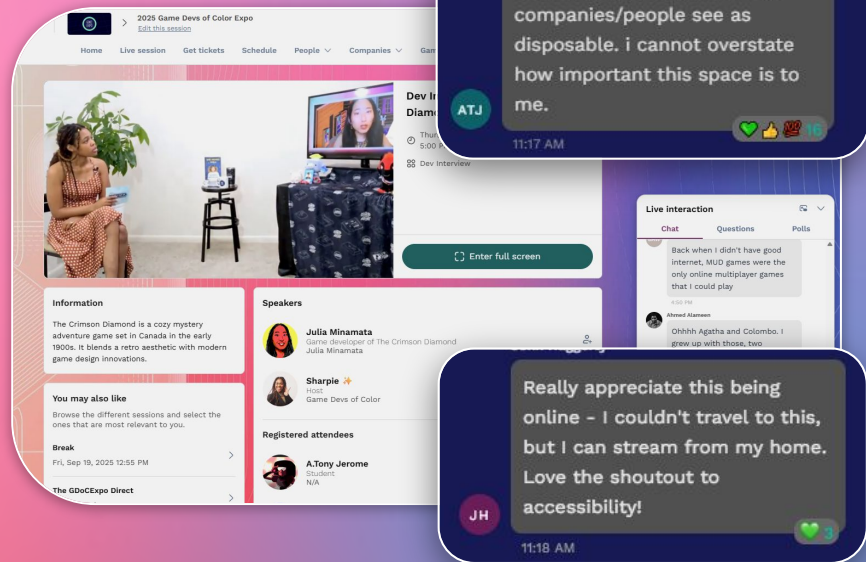 2025 Game Devs of Color Expo
Edit this session
Home Live session Get tickets Schedule People Companies
Dev
Thur
5:00 P
Dev Interview
Enter full screen
Information
The Crimson Diamond is a cozy mystery
adventure game set in Canada in the early
1900s. It blends a retro aesthetic with modern
game design innovations.
You may also like
Browse the different sessions and select the
ones that are most relevant to you.
Break
Fri, Sep 19, 2025 12:55 PM
The GDoCExpo Direct
Speakers
Julia Minamata
Game developer of The Crimson Diamond
Julia Minamata
Sharpie
Host
Game Devs of Color
Registered attendees
A.Tony Jerome
Student
N/A
companies/people see as
disposable. i cannot overstate
how important this space is to
me.
ATJ
16
11:17 AM
Live interaction
Chat Questions Polls
Back when I didn't have good
internet, MUD games were the
only online multiplayer games
that I could play
4:50 PM
Ahmed Alameen
Ohhhh Agatha and Colombo. I
grew up with those, two
Really appreciate this being
online - I couldn't travel to this,
but I can stream from my home.
Love the shoutout to
accessibility!
JH
3
11:18 AM